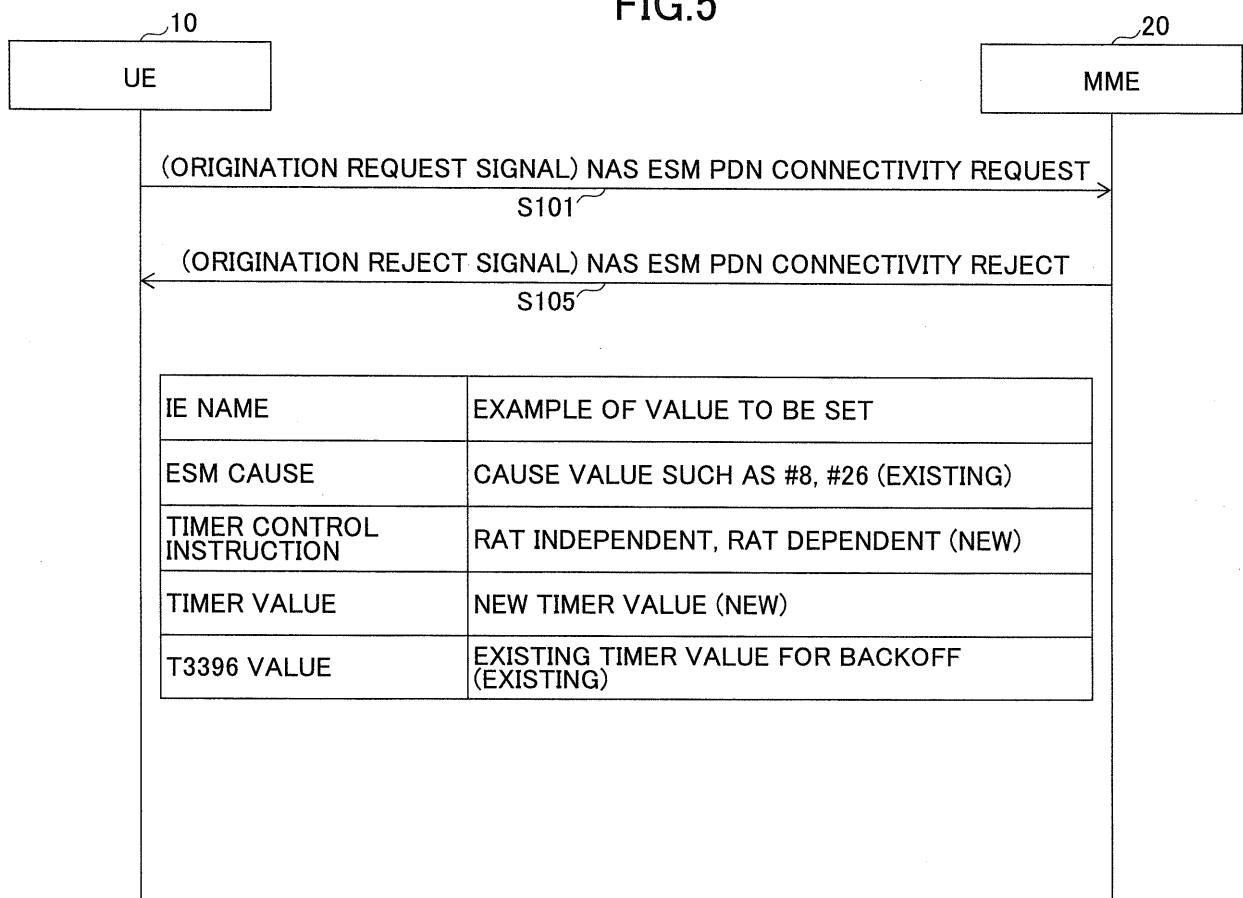 FIG.5
10
20
UE
MME
(ORIGINATION REQUEST SIGNAL) NAS ESM PDN CONNECTIVITY REQUEST
S101
(ORIGINATION REJECT SIGNAL) NAS ESM PDN CONNECTIVITY REJECT
S105
IE NAME
EXAMPLE OF VALUE TO BE SET
ESM CAUSE
CAUSE VALUE SUCH AS #8, #26 (EXISTING)
TIMER CONTROL
INSTRUCTION
RAT INDEPENDENT, RAT DEPENDENT (NEW)
TIMER VALUE
NEW TIMER VALUE (NEW)
T3396 VALUE
EXISTING TIMER VALUE FOR BACKOFF
(EXISTING)